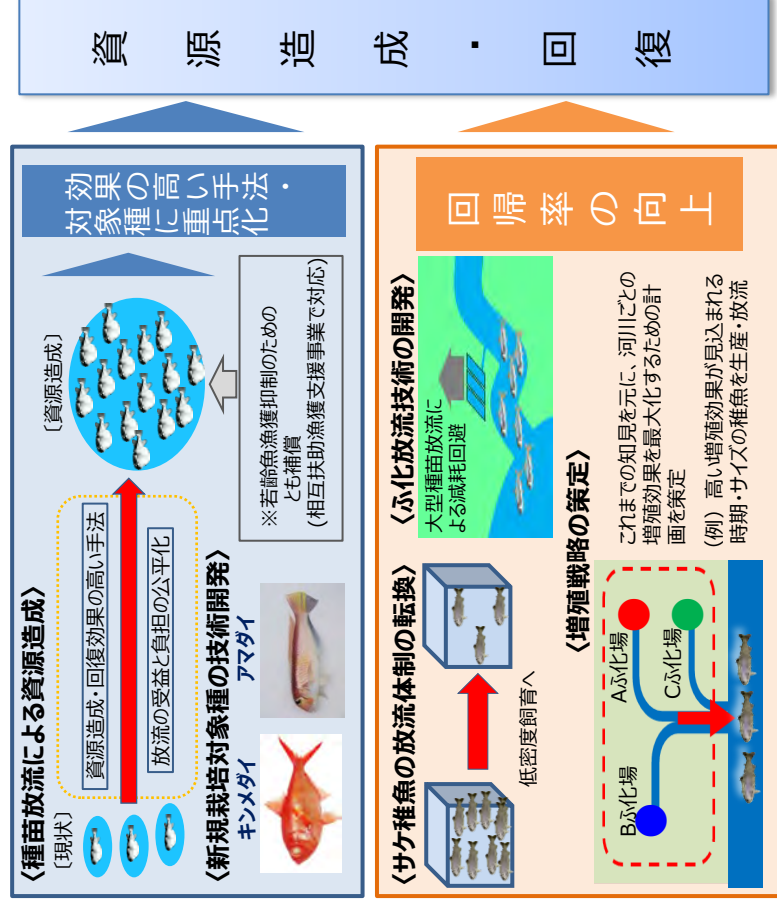 〈種苗放流による資源造成〉
〔現状〕
資源造成・回復効果の高い手法
放流の受益と負担の公平化
〔資源造成〕
〈新規栽培対象種の技術開発〉
キンメダイ
アマダイ
※若齢魚漁獲抑制のための
とも補償
(相互扶助漁獲支援事業で対応)
対効果の高い手法・
象種に重点化
〈サケ稚魚の放流体制の転換〉
低密度飼育へ
〈ふ化放流技術の開発〉
大型種苗放流に
よる減耗回避
〈増殖戦略の策定〉
Bふ化場
Aふ化場
Cふ化場
これまでの知見を元に、河川ごとの
増殖効果を最大化するための計
画を策定
(例) 高い増殖効果が見込まれる
時期・サイズの稚魚を生産・放流
回帰率の向上
資源造成・回復